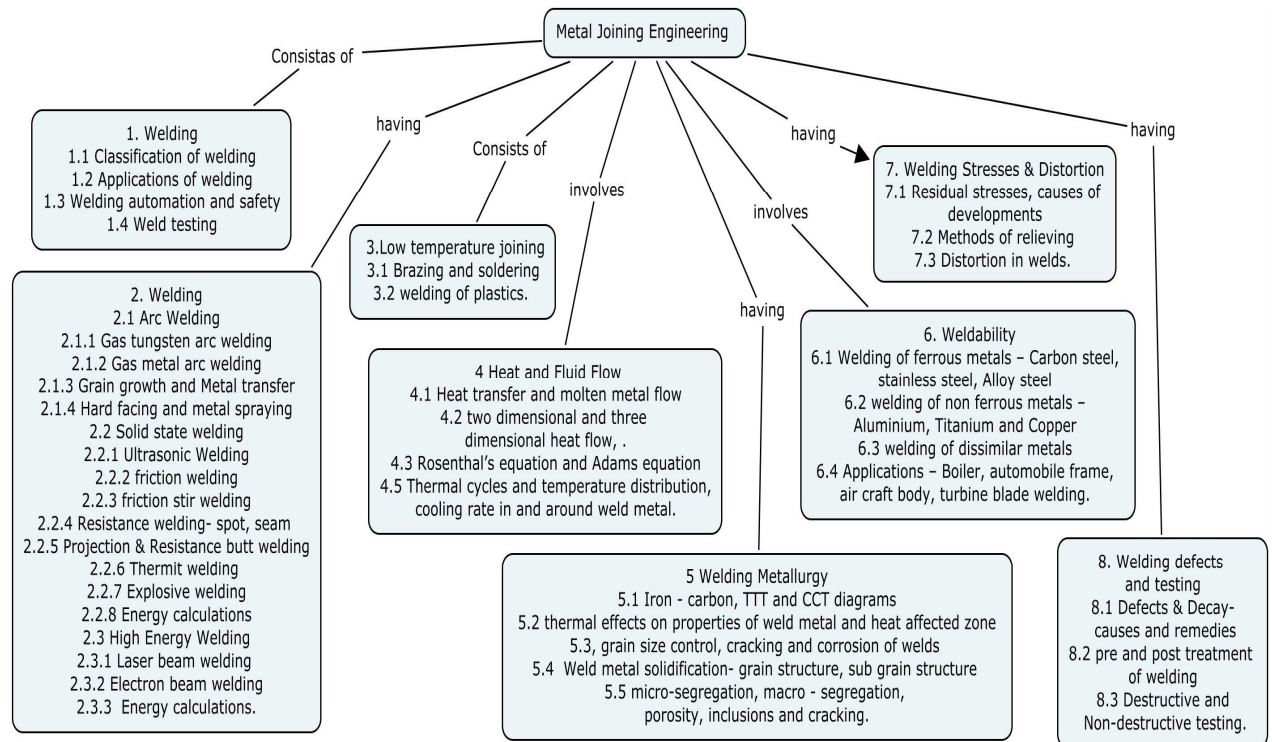 Metal Joining Engineering
Consistas of
1. Welding
1.1 Classification of welding
1.2 Applications of welding
1.3 Welding automation and safety
1.4 Weld testing
having
2. Welding
2.1 Arc Welding
2.1.1 Gas tungsten arc welding
2.1.2 Gas metal arc welding
2.1.3 Grain growth and Metal transfer
2.1.4 Hard facing and metal spraying
2.2 Solid state welding
2.2.1 Ultrasonic Welding
2.2.2 friction welding
2.2.3 friction stir welding
2.2.4 Resistance welding- spot, seam
2.2.5 Projection & Resistance butt welding
2.2.6 Thermit welding
2.2.7 Explosive welding
2.2.8 Energy calculations
2.3 High Energy Welding
2.3.1 Laser beam welding
2.3.2 Electron beam welding
2.3.3 Energy calculations.
Consists of
3.Low temperature joining
3.1 Brazing and soldering
3.2 welding of plastics.
involves
4 Heat and Fluid Flow
4.1 Heat transfer and molten metal flow
4.2 two dimensional and three
dimensional heat flow, .
4.3 Rosenthal's equation and Adams equation
4.5 Thermal cycles and temperature distribution,
cooling rate in and around weld metal.
having
5 Welding Metallurgy
5.1 Iron - carbon, TTT and CCT diagrams
5.2 thermal effects on properties of weld metal and heat affected zone
5.3, grain size control, cracking and corrosion of welds
5.4 Weld metal solidification- grain structure, sub grain structure
5.5 micro-segregation, macro - segregation,
porosity, inclusions and cracking.
involves
6. Weldability
6.1 Welding of ferrous metals – Carbon steel,
stainless steel, Alloy steel
6.2 welding of non ferrous metals –
Aluminium, Titanium and Copper
6.3 welding of dissimilar metals
6.4 Applications – Boiler, automobile frame,
air craft body, turbine blade welding.
having
7. Welding Stresses & Distortion
7.1 Residual stresses, causes of
developments
7.2 Methods of relieving
7.3 Distortion in welds.
having
8. Welding defects
and testing
8.1 Defects & Decay-
causes and remedies
8.2 pre and post treatment
of welding
8.3 Destructive and
Non-destructive testing.